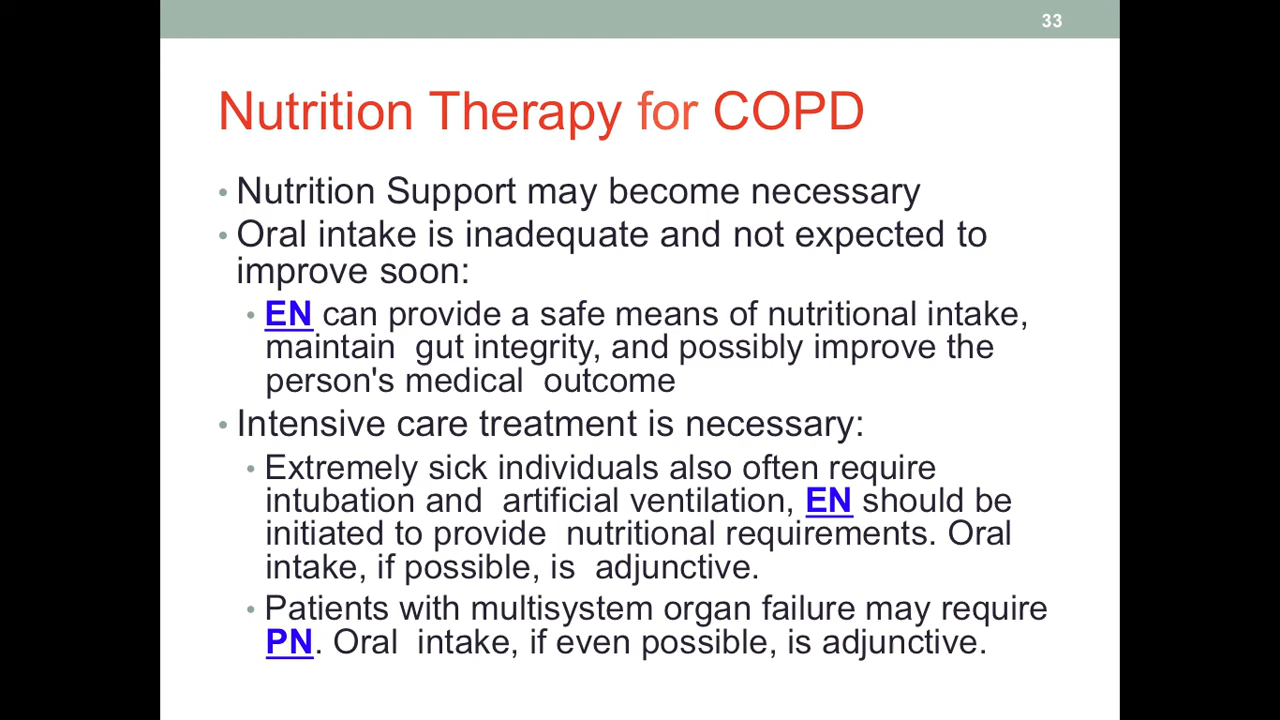 33
Nutrition Therapy for COPD
• Nutrition Support may become necessary
• Oral intake is inadequate and not expected to
improve soon:
• EN can provide a safe means of nutritional intake,
maintain gut integrity, and possibly improve the
person's medical outcome
• Intensive care treatment is necessary:
• Extremely sick individuals also often require
intubation and artificial ventilation, EN should be
initiated to provide nutritional requirements. Oral
intake, if possible, is adjunctive.
• Patients with multisystem organ failure may require
PN. Oral intake, if even possible, is adjunctive.